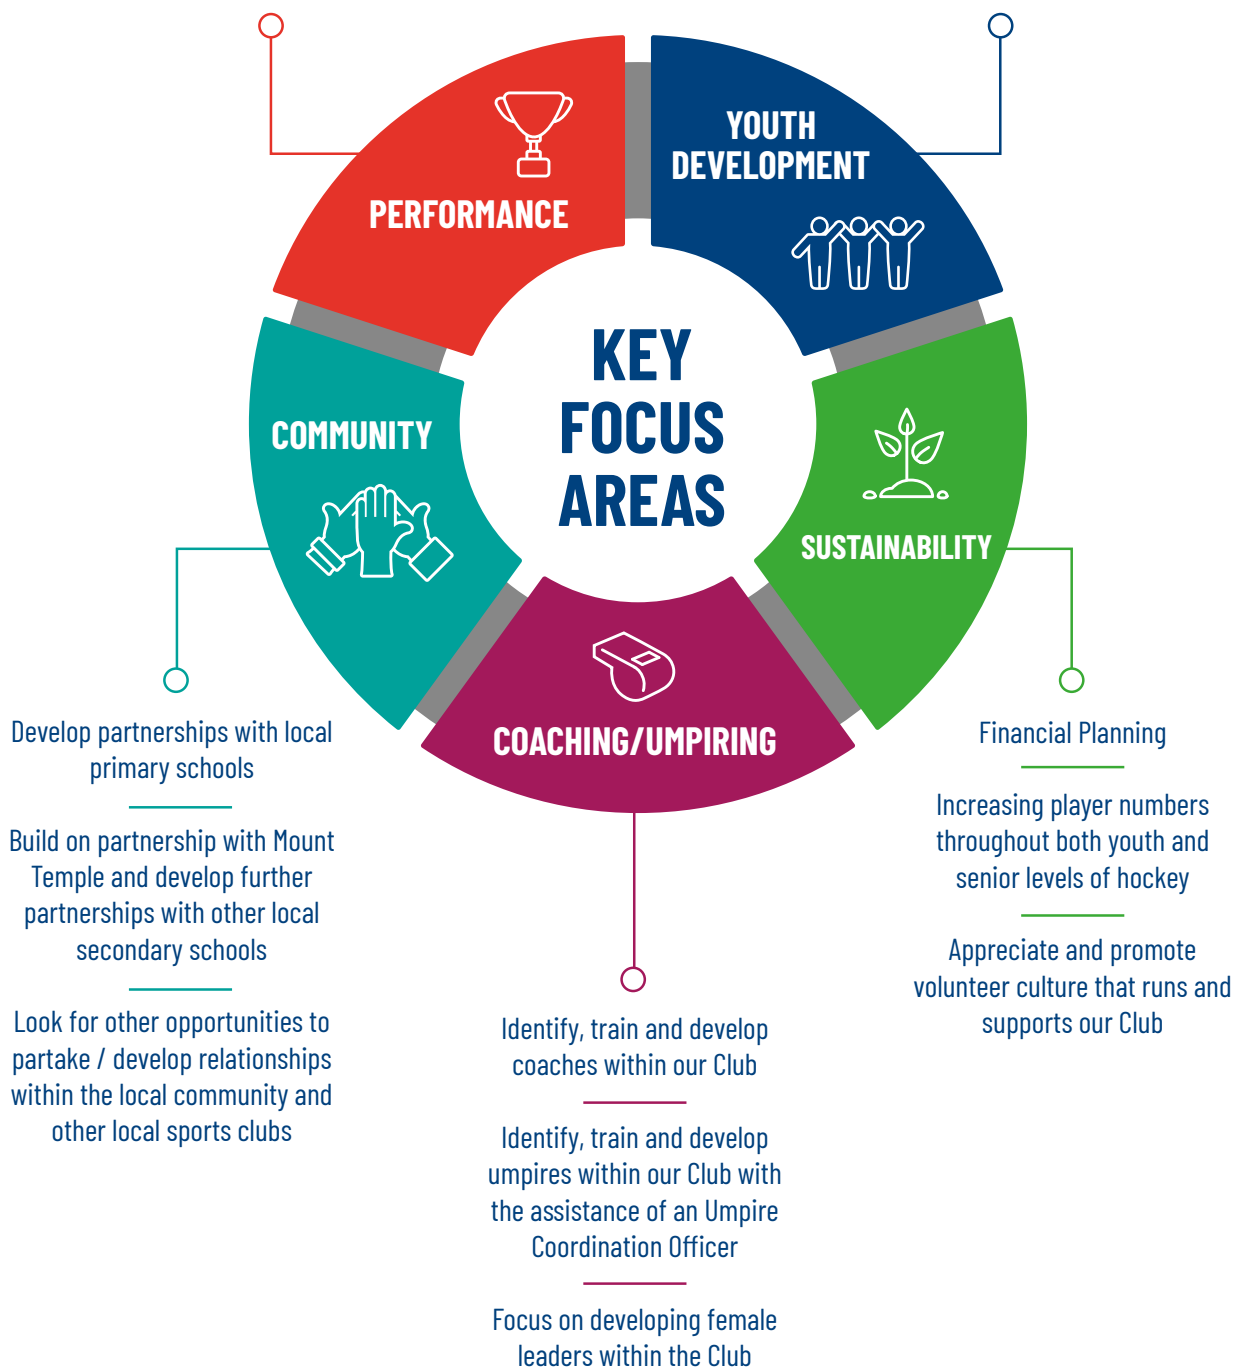 YOUTH
DEVELOPMENT
PERFORMANCE
KEY
FOCUS
AREAS
COMMUNITY
SUSTAINABILITY
COACHING/UMPIRING
Develop partnerships with local
primary schools
Build on partnership with Mount
Temple and develop further
partnerships with other local
secondary schools
Look for other opportunities to
partake / develop relationships
within the local community and
other local sports clubs
Identify, train and develop
coaches within our Club
Identify, train and develop
umpires within our Club with
the assistance of an Umpire
Coordination Officer
Focus on developing female
leaders within the Club
Financial Planning
Increasing player numbers
throughout both youth and
senior levels of hockey
Appreciate and promote
volunteer culture that runs and
supports our Club